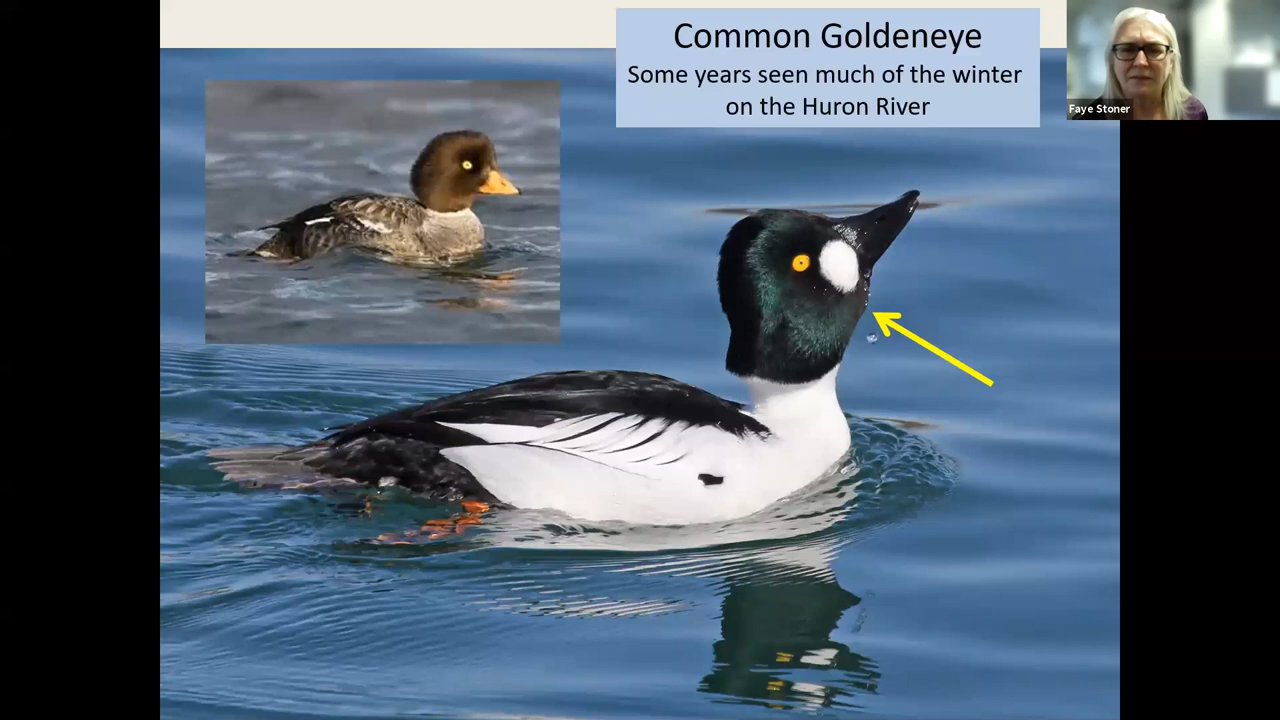 Common Goldeneye
Some years seen much of the winter
on the Huron River
Faye Stoner